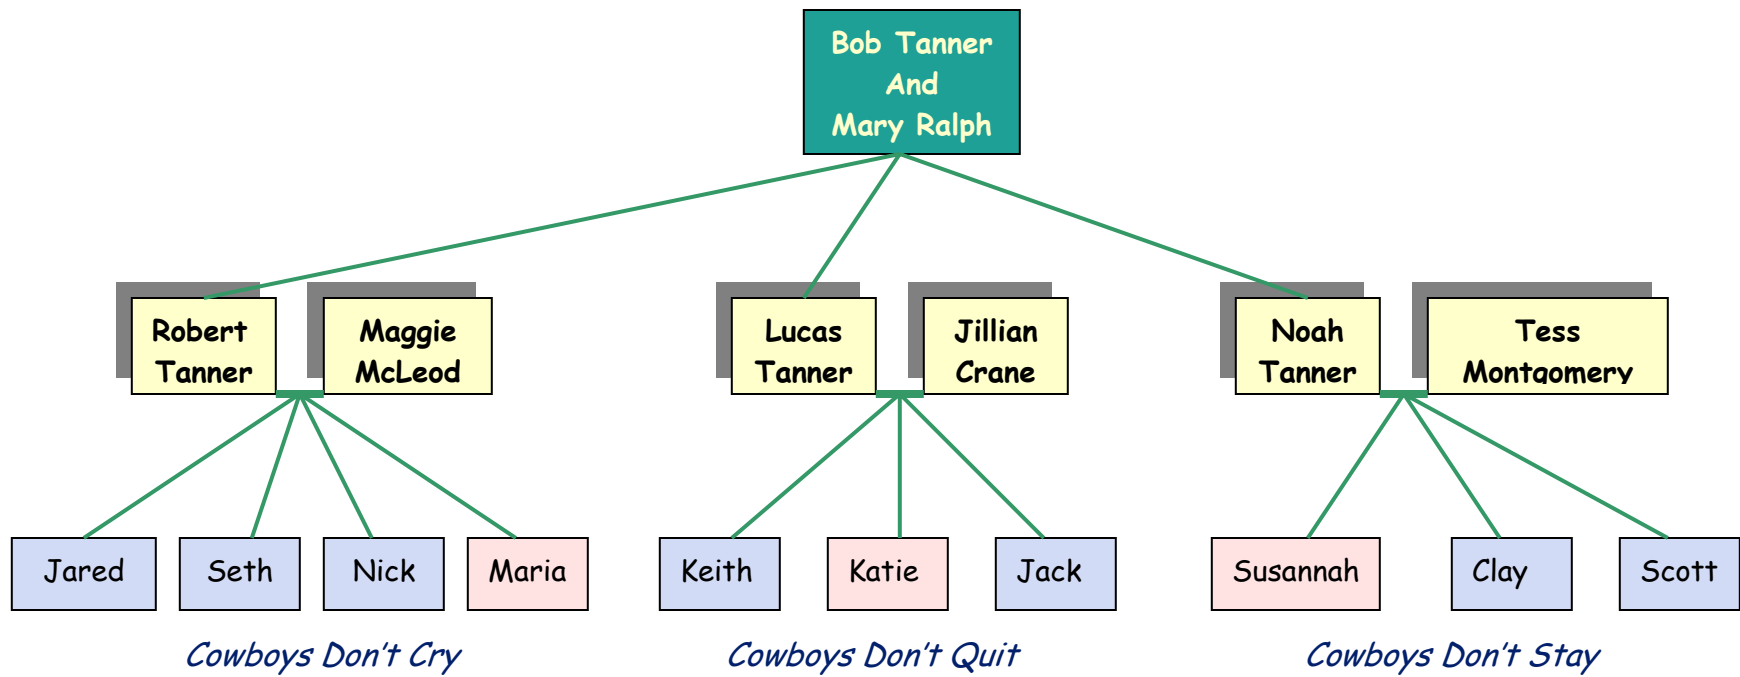 Bob Tanner
And
Mary Ralph
Robert
Tanner
Maggie
McLeod
Lucas
Tanner
Jillian
Crane
Noah
Tanner
Tess
Montgomery
Jared
Seth
Nick
Maria
Keith
Katie
Jack
Susannah
Clay
Scott
Cowboys Don't Cry
Cowboys Don't Quit
Cowboys Don't Stay